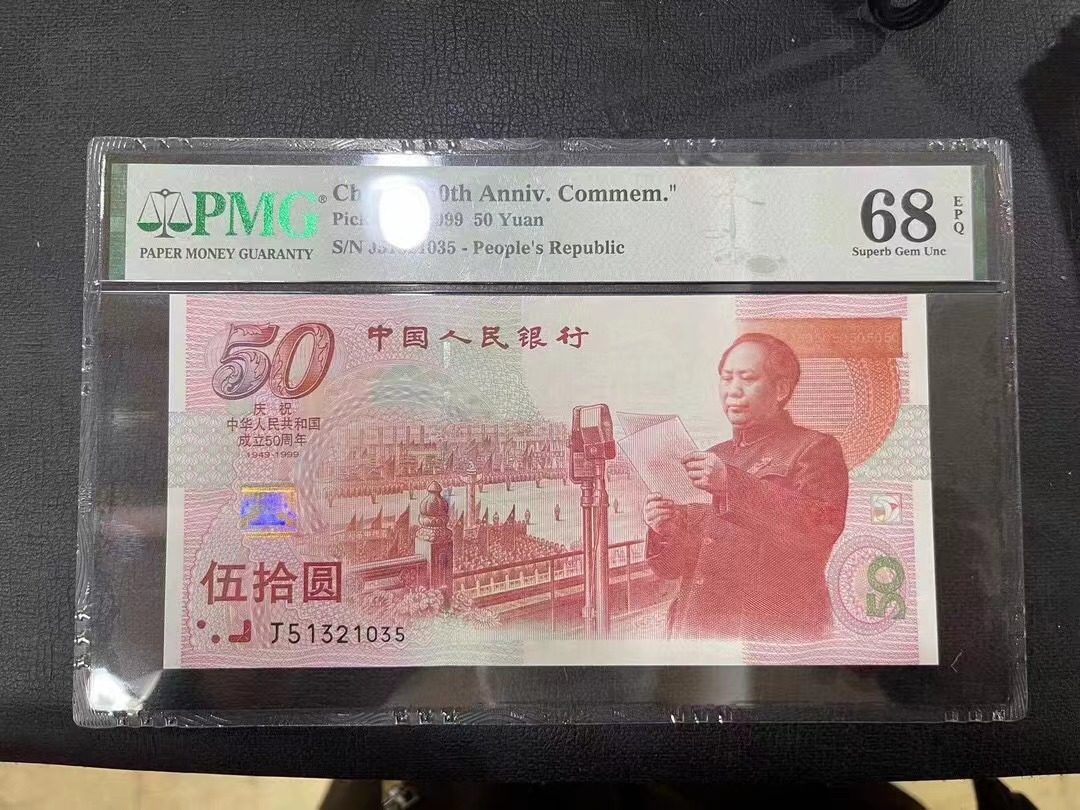 PMG®
PAPER MONEY GUARANTY
0th Anniv. Commem."
999 50 Yuan
S/N 1035 - People's Republic
68
EPQ
Superb Gem Unc
50
中国人民银行
庆祝
中华人民共和国
成立50周年
1949-1999
伍拾圆
J51321035
50